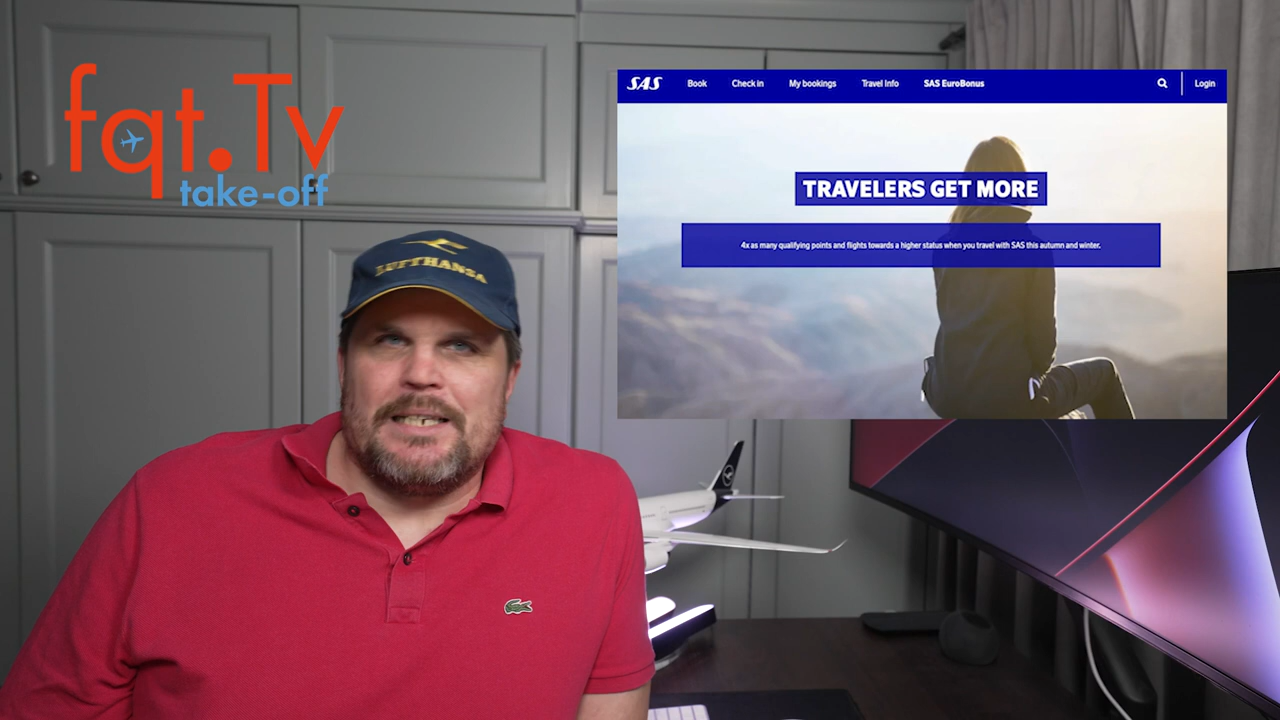 fqt.Tv
take-off
SAS Book Check in My bookings Travel Info SAS EuroBonus Login
TRAVELERS GET MORE
4x as many qualifying points and flights towards a higher status when you travel with SAS this autumn and winter.
LUFTHANSA